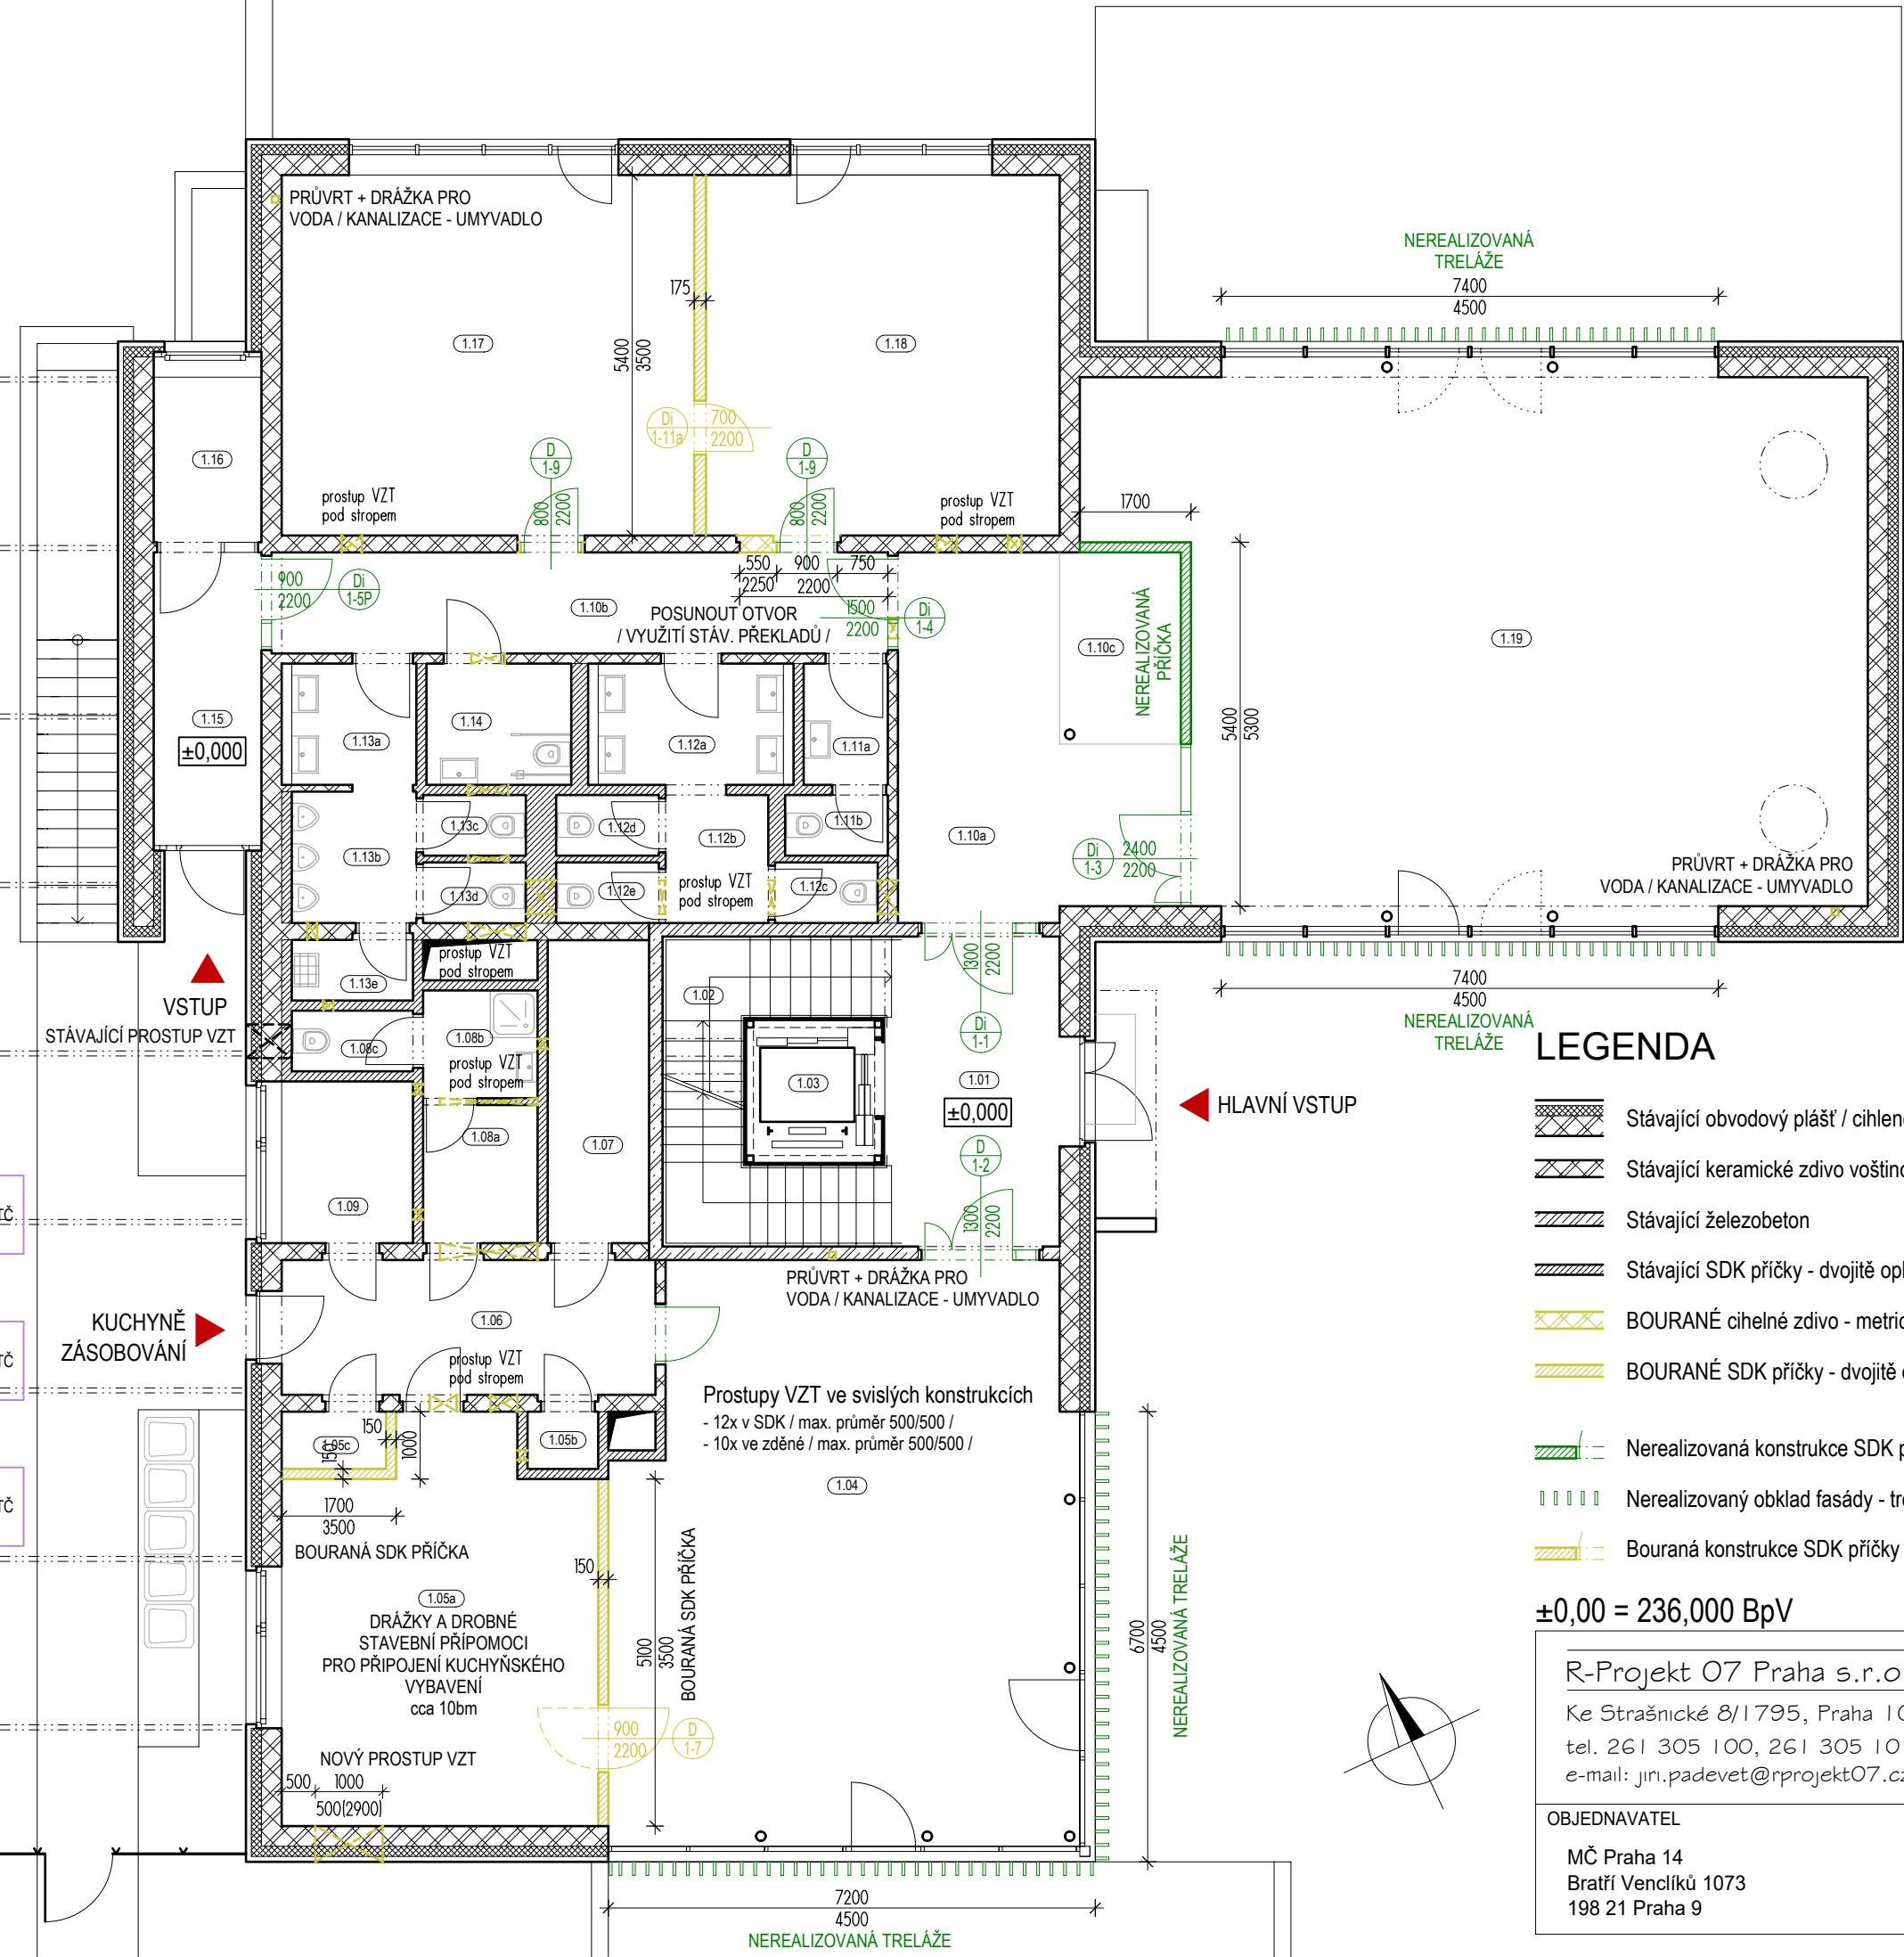 PRŮVRT + DRÁŽKA PRO
VODA / KANALIZACE - UMYVADLO
NEREALIZOVANÁ
TRELÁŽE
7400
4500
175
1.17
5400
3500
1.18
Di
1-11a
700
2200
1.16
D
1-9
800
2200
D
1-9
800
2200
prostup VZT
pod stropem
prostup VZT
pod stropem
1700
900
2200
Di
1-5P
1.10b
550
900
750
2250
2200
POSUNOUT OTVOR
/ VYUŽITÍ STÁV. PŘEKLADŮ /
1500
2200
Di
1-4
1.10c
NEREALIZOVANÁ
PŘÍČKA
1.19
5400
5300
1.15
±0,000
1.13a
1.14
1.12a
1.11a
1.13c
1.12d
1.12b
1.11b
1.10a
1.13b
1.13d
1.12e
prostup VZT
pod stropem
1.12c
Di
1-3
2400
2200
PRŮVRT + DRÁŽKA PRO
VODA / KANALIZACE - UMYVADLO
prostup VZT
pod stropem
1.13e
1.02
1300
2200
7400
4500
NEREALIZOVANÁ
TRELÁŽE
VSTUP
STÁVAJÍCÍ PROSTUP VZT
1.08c
1.08b
prostup VZT
pod stropem
Di
1-1
1.03
1.01
±0,000
HLAVNÍ VSTUP
1.08a
1.07
D
1-2
1.09
1300
2200
LEGENDA
Stávající obvodový plášť / cihlen
Stávající keramické zdivo voštino
Stávající železobeton
Stávající SDK příčky - dvojitě opl
BOURANÉ cihelné zdivo - metric
BOURANÉ SDK příčky - dvojitě
Nerealizovaná konstrukce SDK p
Nerealizovaný obklad fasády - tre
Bouraná konstrukce SDK příčky
±0,00 = 236,000 BpV
TČ
TČ
TČ
KUCHYNĚ
ZÁSOBOVÁNÍ
1.06
prostup VZT
pod stropem
PRŮVRT + DRÁŽKA PRO
VODA / KANALIZACE - UMYVADLO
Prostupy VZT ve svislých konstrukcích
- 12x v SDK / max. průměr 500/500 /
- 10x ve zděné / max. průměr 500/500 /
150
1.05c
150
1000
1.05b
1.04
1700
3500
BOURANÁ SDK PŘÍČKA
150
5100
3500
BOURANÁ SDK PŘÍČKA
1.05a
DRÁŽKY A DROBNÉ
STAVEBNÍ PŘÍPOMOCI
PRO PŘIPOJENÍ KUCHYŇSKÉHO
VYBAVENÍ
cca 10bm
6700
4500
NEREALIZOVANÁ TRELÁŽE
900
2200
D
1-7
NOVÝ PROSTUP VZT
500
1000
500(2900)
7200
4500
NEREALIZOVANÁ TRELÁŽE
R-Projekt 07 Praha s.r.o
Ke Strašnické 8/1795, Praha 10
tel. 261 305 100, 261 305 10
e-mail: jiri.padevet@rprojekt07.cz
OBJEDNAVATEL
MČ Praha 14
Bratří Venclíků 1073
198 21 Praha 9